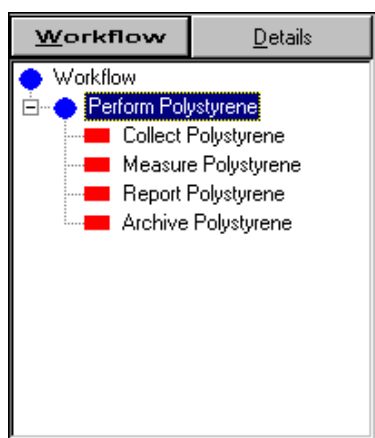 Workflow Details
Workflow
Perform Polystyrene
Collect Polystyrene
Measure Polystyrene
Report Polystyrene
Archive Polystyrene